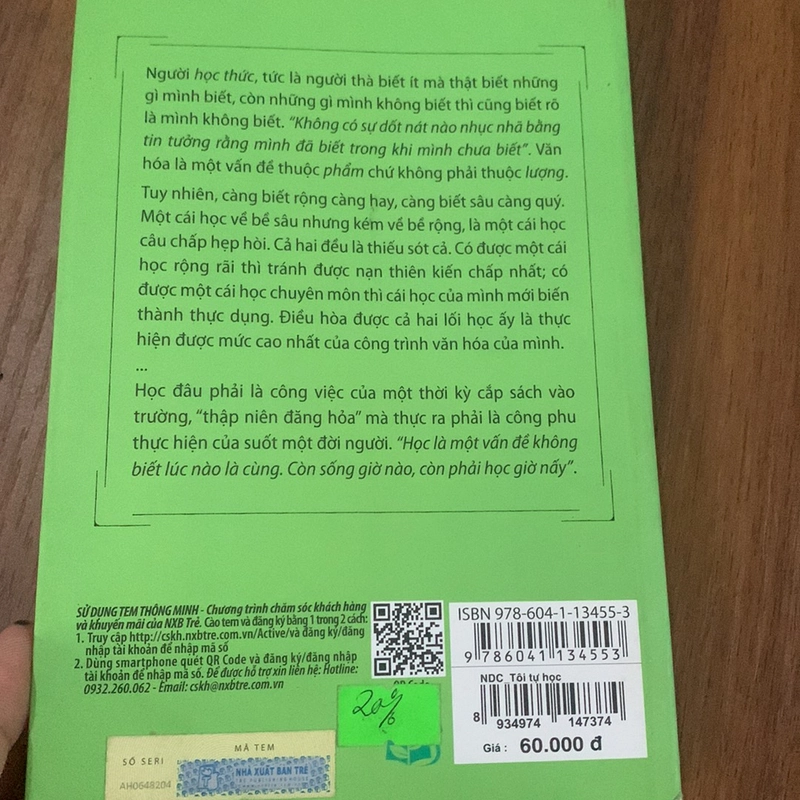 Người học thức, tức là người thà biết ít mà thật biết những
gì mình biết, còn những gì mình không biết thì cũng biết rõ
là mình không biết. “Không có sự dốt nát nào nhục nhã bằng
tin tưởng rằng mình đã biết trong khi mình chưa biết”. Văn
hóa là một vấn đề thuộc phẩm chứ không phải thuộc lượng.
Tuy nhiên, càng biết rộng càng hay, càng biết sâu càng quý.
Một cái học về bề sâu nhưng kém về bề rộng, là một cái học
câu chấp hẹp hòi. Cả hai đều là thiếu sót cả. Có được một cái
học rộng rãi thì tránh được nạn thiên kiến chấp nhất; có
được một cái học chuyên môn thì cái học của mình mới biến
thành thực dụng. Điều hòa được cả hai lối học ấy là thực
hiện được mức cao nhất của công trình văn hóa của mình.
...
Học đâu phải là công việc của một thời kỳ cắp sách vào
trường, “thập niên đăng hỏa” mà thực ra phải là công phu
thực hiện của suốt một đời người. “Học là một vấn đề không
biết lúc nào là cùng. Còn sống giờ nào, còn phải học giờ nấy”.
SỬ DỤNG TEM THÔNG MINH - Chương trình chăm sóc khách hàng
và khuyến mãi của NXB Trẻ. Cào tem và đăng ký bằng 1 trong 2 cách:
1. Truy cập http://cskh.nxbtre.com.vn/Active/và đăng ký/đăng
nhập tài khoản để nhập mã số
2. Dùng smartphone quét QR Code và đăng ký/đăng nhập
tài khoản để nhập mã số. Để được hỗ trợ xin liên hệ: Hotline:
0932.260.062 - Email: cskh@nxbtre.com.vn
QR Code
20%
ISBN 978-604-1-13455-3
9 786041 134553
NDC Tôi tự học
8 934974 147374
Giá : 60.000 đ
MÃ TEM
SỐ SERI
NHÀ XUẤT BẢN TRẺ
AH0648204